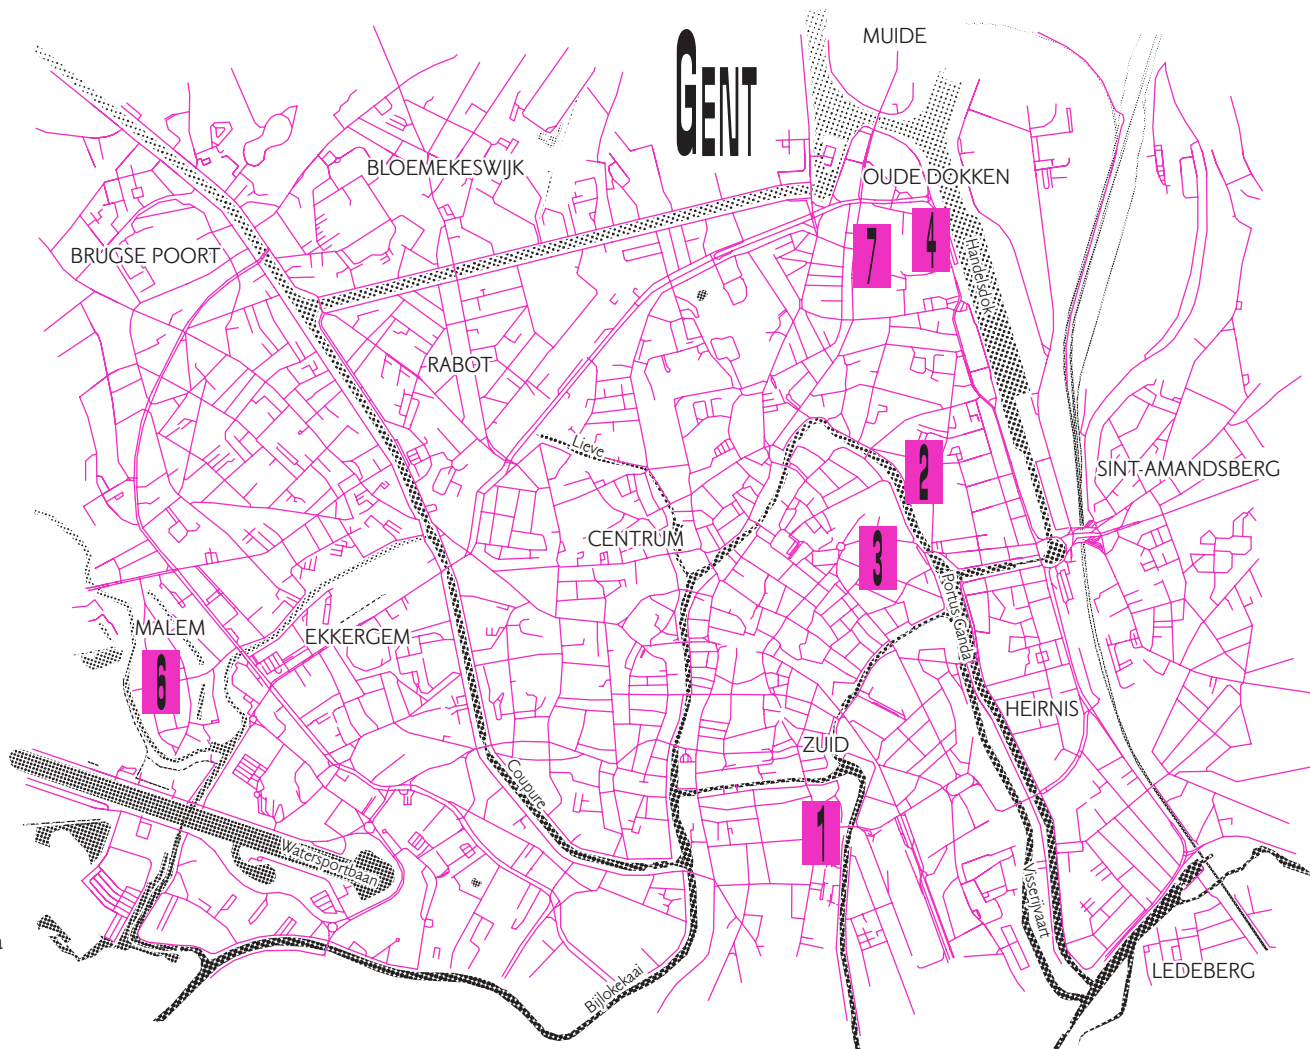 MUIDE
GENT
BLOEMEKESWIJK
OUDE DOKKEN
BRUGSE POORT
7
4
Handelsdok
RABOT
Lieve
2
SINT-AMANDSBERG
CENTRUM
3
Portus Ganda
MALEM
EKKERGEM
6
HEIRNIS
ZUID
Coupure
1
Watersportbaan
Visserijvaart
LEDEBERG
Bijlokekaai